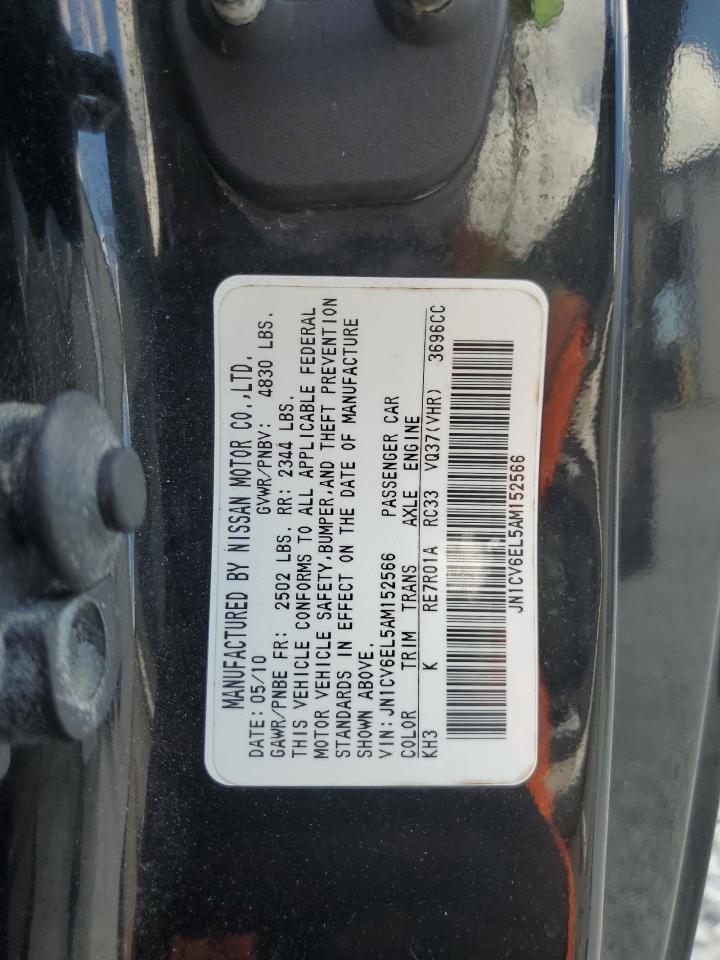 MANUFACTURED BY NISSAN MOTOR CO.,LTD.
DATE: 05/10 GVWR/PNBV: 4830 LBS.
GAWR/PNBE FR: 2502 LBS. RR: 2344 LBS.
THIS VEHICLE CONFORMS TO ALL APPLICABLE FEDERAL
MOTOR VEHICLE SAFETY,BUMPER,AND THEFT PREVENTION
STANDARDS IN EFFECT ON THE DATE OF MANUFACTURE
SHOWN ABOVE.
VIN: JN1CV6EL5AM152566 PASSENGER CAR
COLOR TRIM TRANS AXLE ENGINE
KH3 K RE7R01A RC33 VQ37(VHR) 3696CC
JN1CV6EL5AM152566